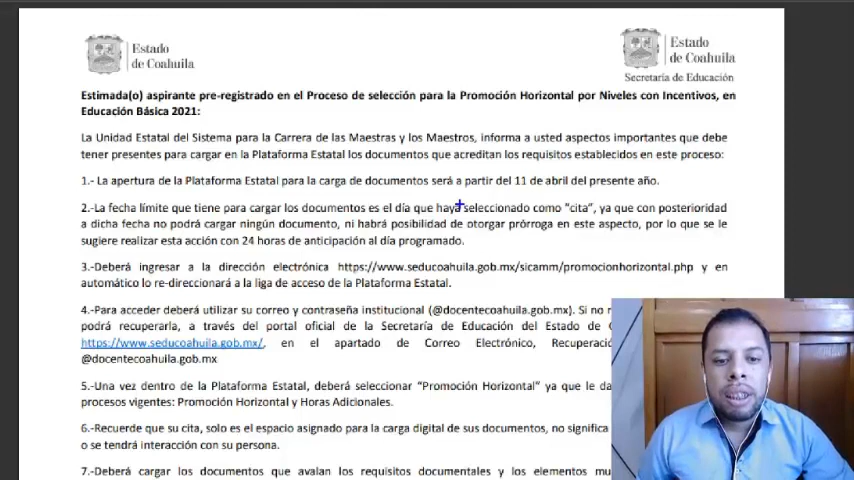 Estado
de Coahuila
Estado
de Coahuila
Secretaría de Educación
Estimada(o) aspirante pre-registrado en el Proceso de selección para la Promoción Horizontal por Niveles con Incentivos, en
Educación Básica 2021:
La Unidad Estatal del Sistema para la Carrera de las Maestras y los Maestros, informa a usted aspectos importantes que debe
tener presentes para cargar en la Plataforma Estatal los documentos que acreditan los requisitos establecidos en este proceso:
1.- La apertura de la Plataforma Estatal para la carga de documentos será a partir del 11 de abril del presente año.
2.-La fecha límite que tiene para cargar los documentos es el día que haya seleccionado como "cita", ya que con posterioridad
a dicha fecha no podrá cargar ningún documento, ni habrá posibilidad de otorgar prórroga en este aspecto, por lo que se le
sugiere realizar esta acción con 24 horas de anticipación al día programado.
3.-Deberá ingresar a la dirección electrónica https://www.seducoahuila.gob.mx/sicamm/promocionhorizontal.php y en
automático lo re-direccionará a la liga de acceso de la Plataforma Estatal.
4.-Para acceder deberá utilizar su correo y contraseña institucional (@docentecoahuila.gob.mx). Si no
podrá recuperarla, a través del portal oficial de la Secretaría de Educación del Estado de
https://www.seducoahuila.gob.mx/, en el apartado de Correo Electrónico,
@docentecoahuila.gob.mx
5.-Una vez dentro de la Plataforma Estatal, deberá seleccionar "Promoción Horizontal" ya que le
procesos vigentes: Promoción Horizontal y Horas Adicionales.
6.-Recuerde que su cita, solo es el espacio asignado para la carga digital de sus documentos, no significa
o se tendrá interacción con su persona.
7.-Deberá cargar los documentos que avalan los requisitos documentales y los elementos